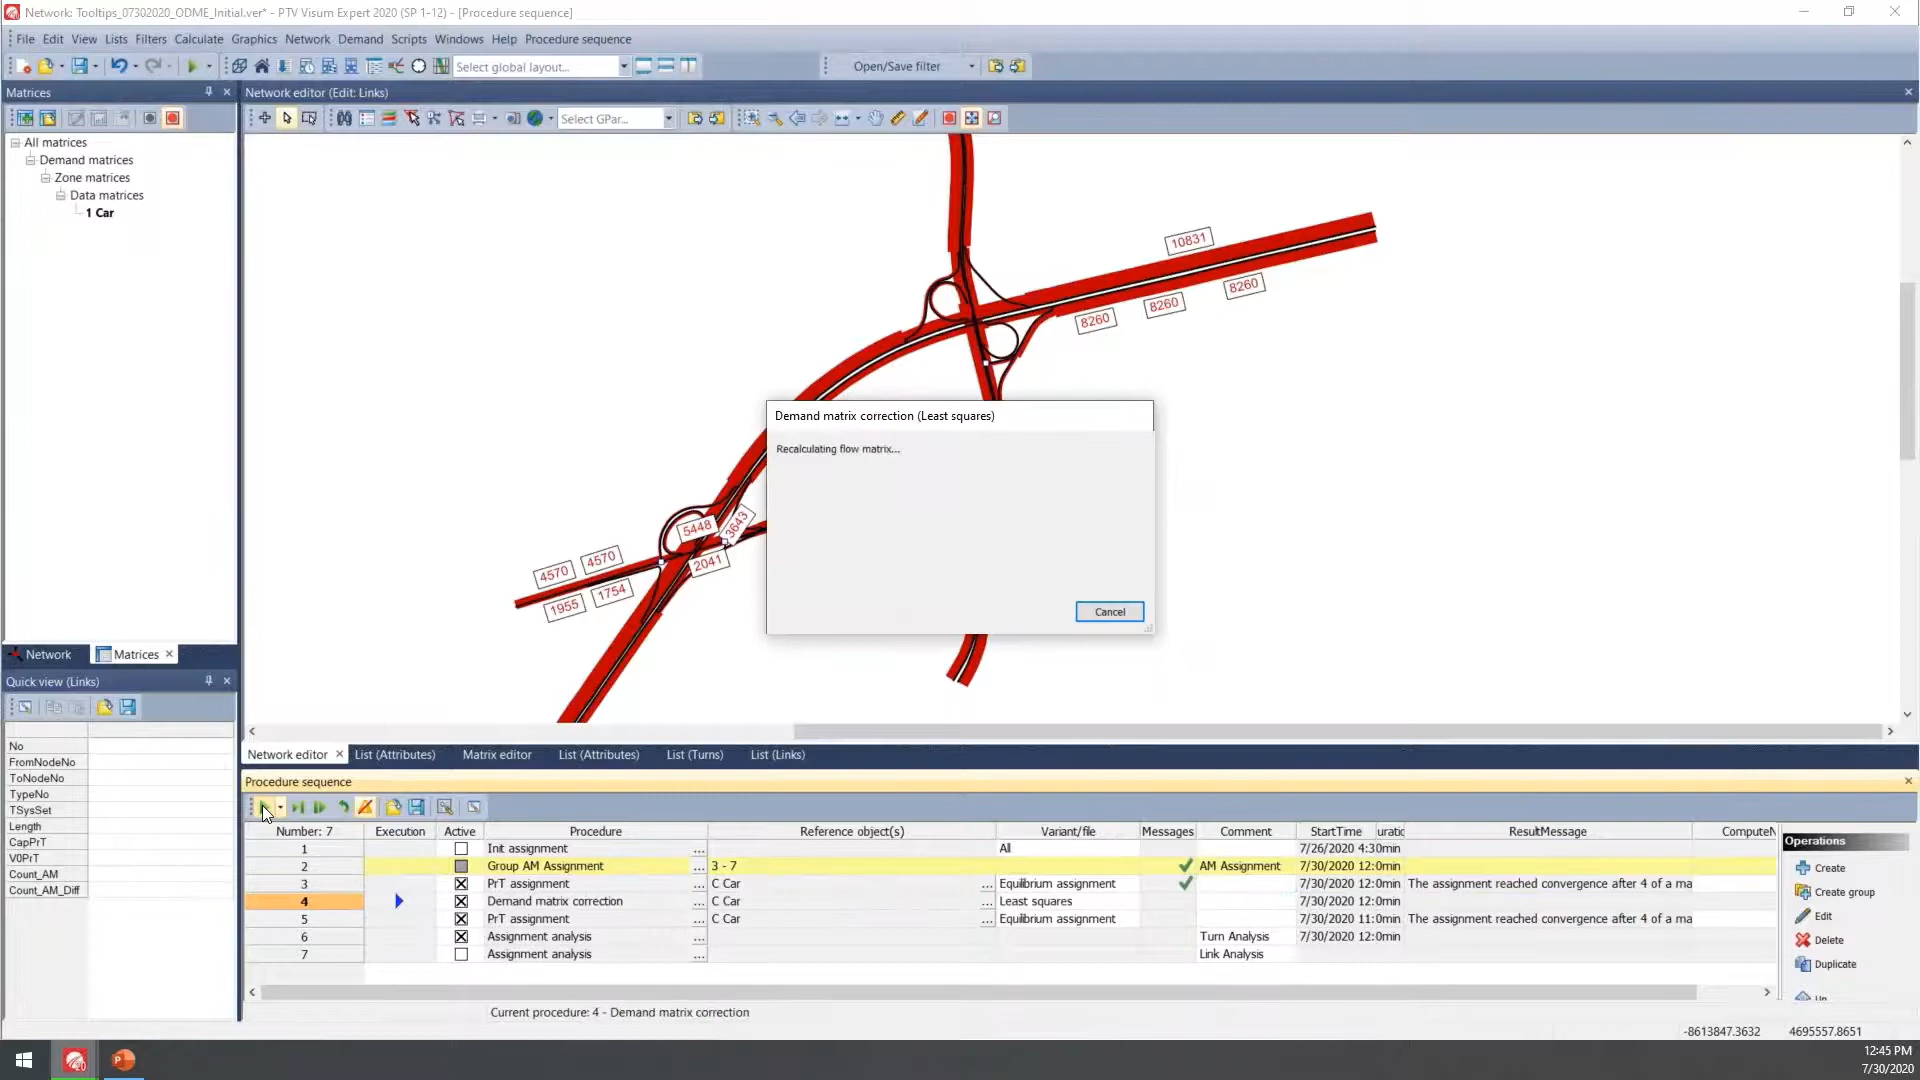 Network: Tooltips_07302020_ODME_Initial.ver* - PTV Visum Expert 2020 (SP 1-12) - [Procedure sequence]
File Edit View Lists Filters Calculate Graphics Network Demand Scripts Windows Help Procedure sequence
Select global layout...
Open/Save filter
Matrices
Network editor (Edit: Links)
Select GPar...
All matrices
Demand matrices
Zone matrices
Data matrices
1 Car
10831
8260
8260
8260
Demand matrix correction (Least squares)
Recalculating flow matrix...
Cancel
5448
3643
4570
4570
2041
1955
1754
Network
Matrices
Quick view (Links)
No
FromNodeNo
ToNodeNo
TypeNo
TSysSet
Length
CapPrT
V0PrT
Count_AM
Count_AM_Diff
Network editor List (Attributes) Matrix editor List (Attributes) List (Turns) List (Links)
Procedure sequence
Number: 7 Execution Active Procedure Reference object(s) Variant/file Messages Comment StartTime uratic ResultMessage ComputeN
1 Init assignment ... All 7/26/2020 4:30min
2 Group AM Assignment ... 3 - 7 AM Assignment 7/30/2020 12:0min
3 PrT assignment ... C Car ... Equilibrium assignment 7/30/2020 12:0min The assignment reached convergence after 4 of a ma
4 Demand matrix correction ... C Car ... Least squares 7/30/2020 12:0min
5 PrT assignment ... C Car ... Equilibrium assignment 7/30/2020 11:0min The assignment reached convergence after 4 of a ma
6 Assignment analysis ... Turn Analysis 7/30/2020 12:0min
7 Assignment analysis ... Link Analysis
Operations
Create
Create group
Edit
Delete
Duplicate
Up
Current procedure: 4 - Demand matrix correction
-8613847.3632 4695557.8651
12:45 PM
7/30/2020